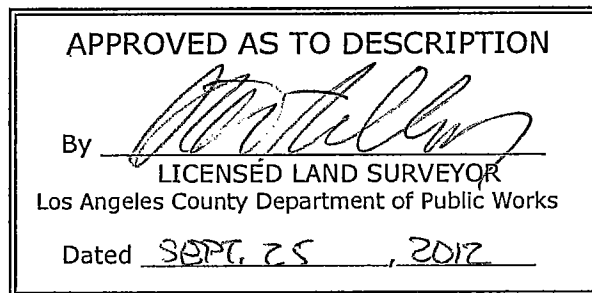 APPROVED AS TO DESCRIPTION
By
LICENSED LAND SURVEYOR
Los Angeles County Department of Public Works
Dated SEPT. 25, 2012